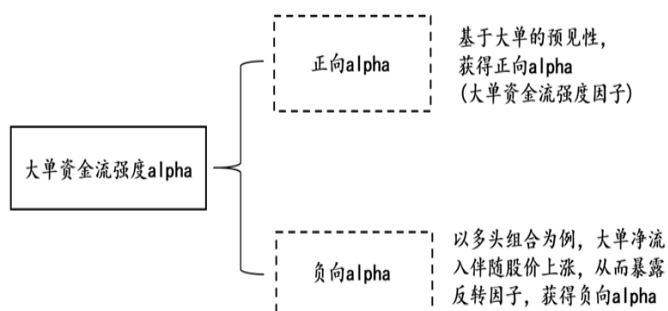 大单资金流强度alpha
正向alpha
基于大单的预见性,
获得正向alpha
(大单资金流强度因子)
负向alpha
以多头组合为例, 大单净流
入伴随股价上涨, 从而暴露
反转因子, 获得负向alpha